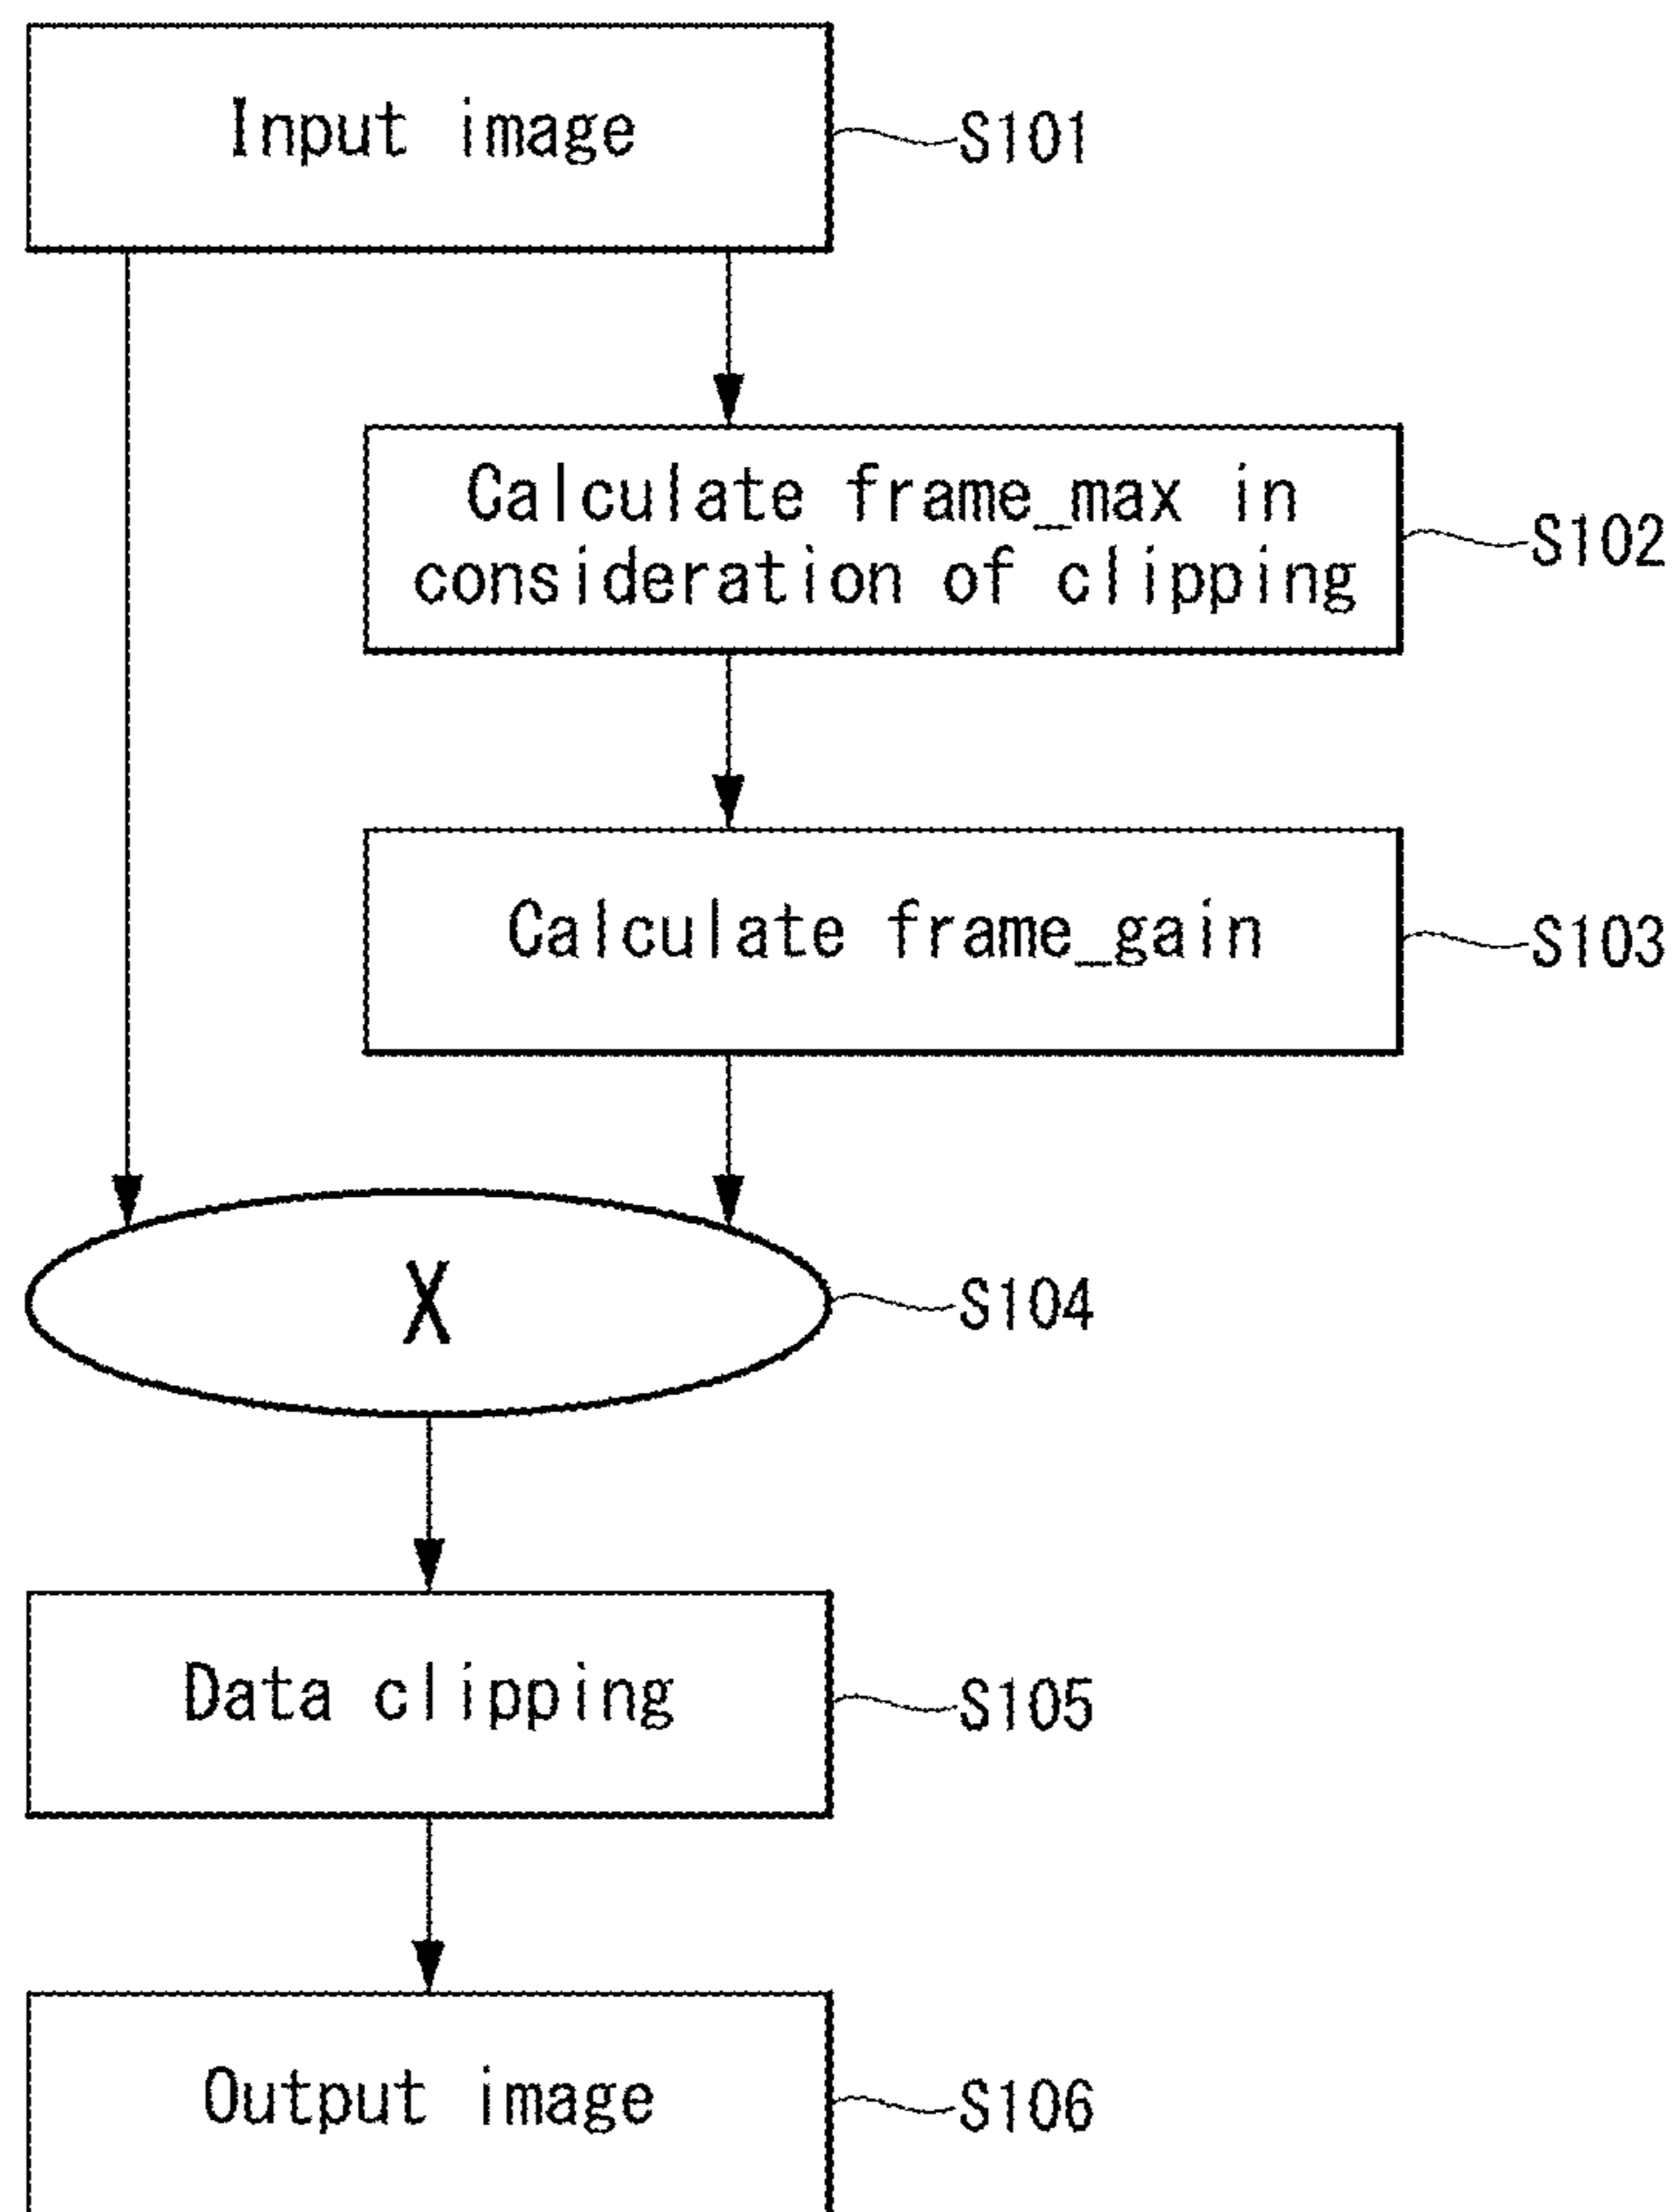 Input image
S101
Calculate frame_max in
consideration of clipping
S102
Calculate frame_gain
S103
X
S104
Data clipping
S105
Output image
S106